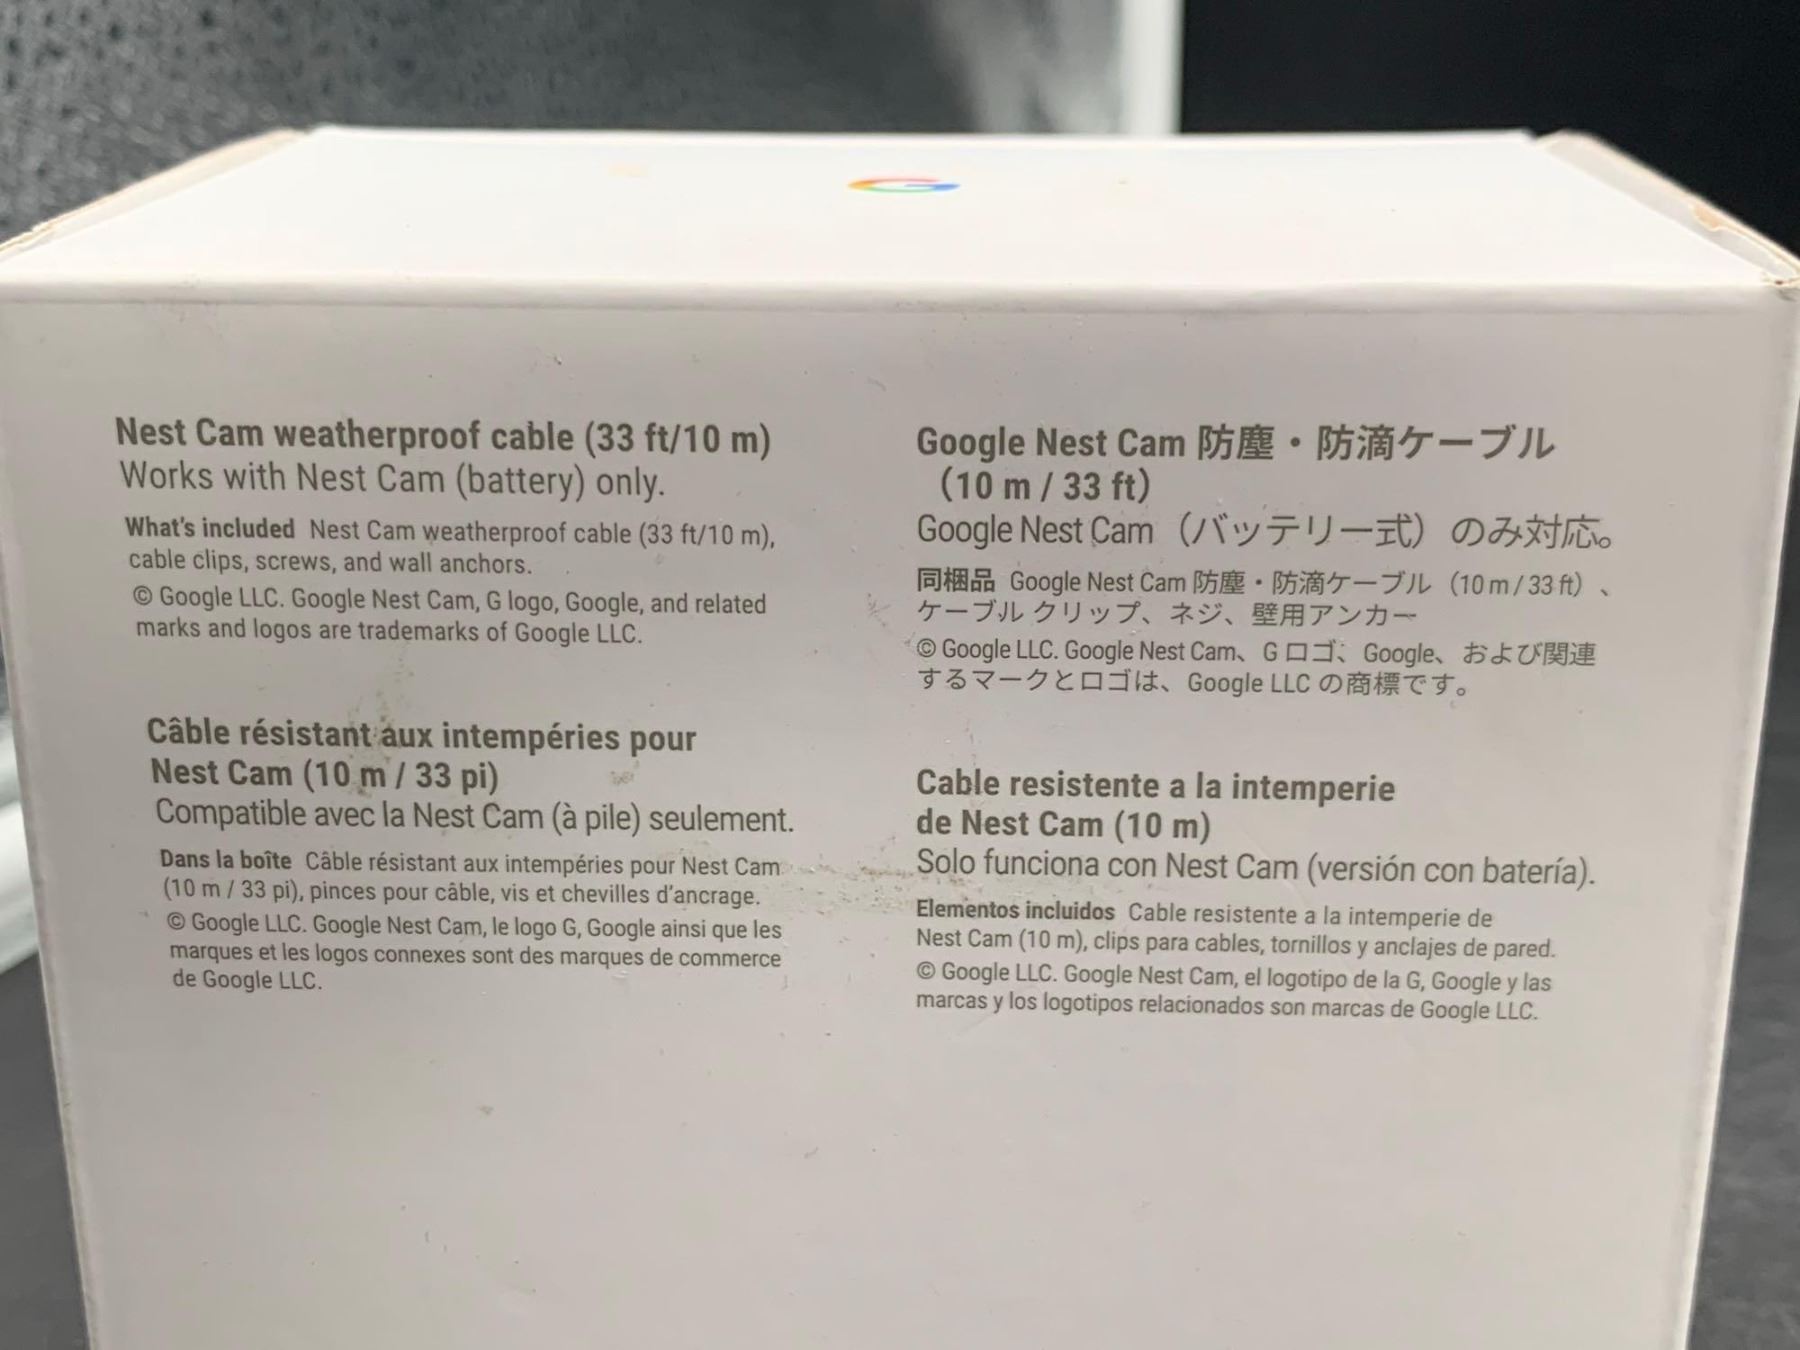 Nest Cam weatherproof cable (33 ft/10 m)
Works with Nest Cam (battery) only.
What's included Nest Cam weatherproof cable (33 ft/10 m),
cable clips, screws, and wall anchors.
© Google LLC. Google Nest Cam, G logo, Google, and related
marks and logos are trademarks of Google LLC.
Câble résistant aux intempéries pour
Nest Cam (10 m / 33 pi)
Compatible avec la Nest Cam (à pile) seulement.
Dans la boîte Câble résistant aux intempéries pour Nest Cam
(10 m / 33 pi), pinces pour câble, vis et chevilles d'ancrage.
© Google LLC. Google Nest Cam, le logo G, Google ainsi que les
marques et les logos connexes sont des marques de commerce
de Google LLC.
Google Nest Cam 防塵・防滴ケーブル
（10 m / 33 ft）
Google Nest Cam（バッテリー式）のみ対応。
同梱品 Google Nest Cam 防塵・防滴ケーブル（10 m / 33 ft）、
ケーブル クリップ、ネジ、壁用アンカー
© Google LLC. Google Nest Cam、G ロゴ、Google、および関連
するマークとロゴは、Google LLC の商標です。
Cable resistente a la intemperie
de Nest Cam (10 m)
Solo funciona con Nest Cam (versión con batería).
Elementos incluidos Cable resistente a la intemperie de
Nest Cam (10 m), clips para cables, tornillos y anclajes de pared.
© Google LLC. Google Nest Cam, el logotipo de la G, Google y las
marcas y los logotipos relacionados son marcas de Google LLC.